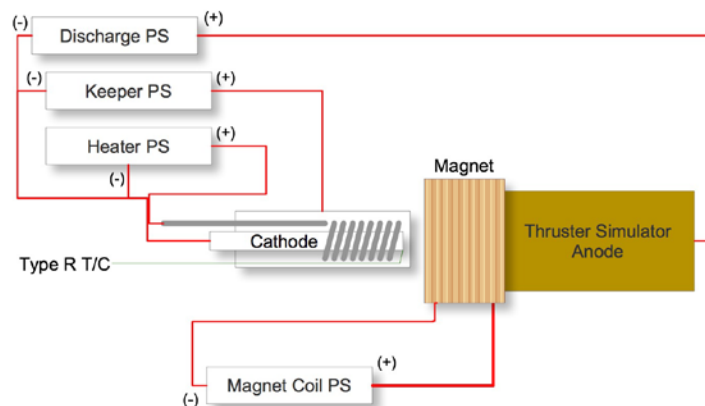 (-)
(+)
Discharge PS
(-)
(+)
Keeper PS
(+)
Heater PS
(-)
Magnet
Cathode
Thruster Simulator
Anode
Type R T/C
(+)
Magnet Coil PS
(-)